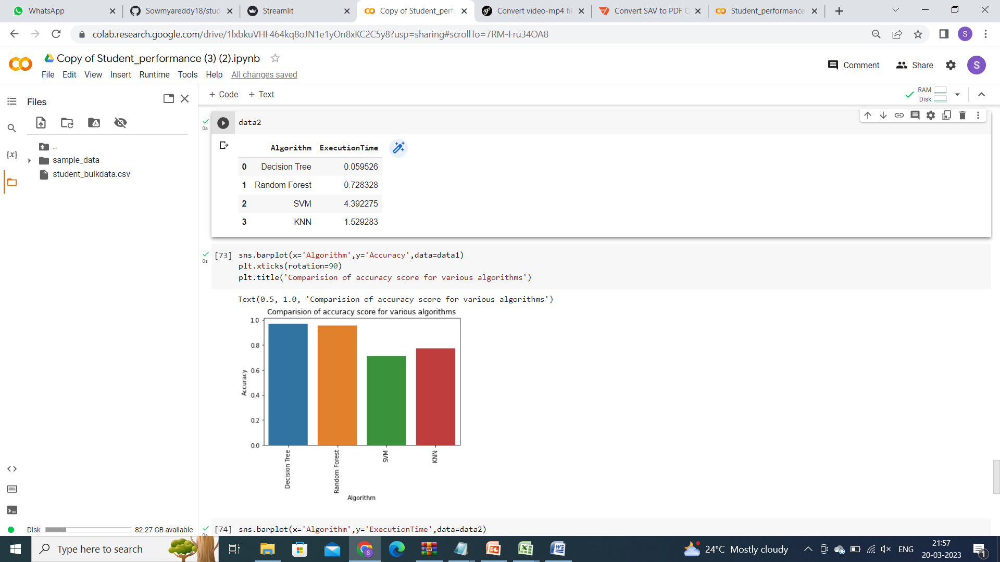 WhatsApp
Sowmyareddy18/stud
Streamlit
Copy of Student_perfo
Convert video-mp4 fil
Convert SAV to PDF O
Student_performance
colab.research.google.com/drive/1lxbkuVHF464kq8oJN1e1yOn8xKC2C5y8?usp=sharing#scrollTo=7RM-Fru34OA8
S
CO
Copy of Student_performance (3) (2).ipynb
File Edit View Insert Runtime Tools Help All changes saved
Comment
Share
S
Files
+ Code + Text
RAM
Disk
{x}
..
sample_data
student_bulkdata.csv
0s
data2
Algorithm ExecutionTime
0 Decision Tree 0.059526
1 Random Forest 0.728328
2 SVM 4.392275
3 KNN 1.529283
0s
[73] sns.barplot(x='Algorithm',y='Accuracy',data=data1)
plt.xticks(rotation=90)
plt.title('Comparision of accuracy score for various algorithms')
Text(0.5, 1.0, 'Comparision of accuracy score for various algorithms')
Comparision of accuracy score for various algorithms
1.0
0.8
0.6
0.4
0.2
0.0
Accuracy
Decision Tree
Random Forest
SVM
KNN
Algorithm
Disk 82.27 GB available
0s
[74] sns.barplot(x='Algorithm',y='ExecutionTime',data=data2)
Type here to search
24°C Mostly cloudy
ENG
21:57
20-03-2023
1